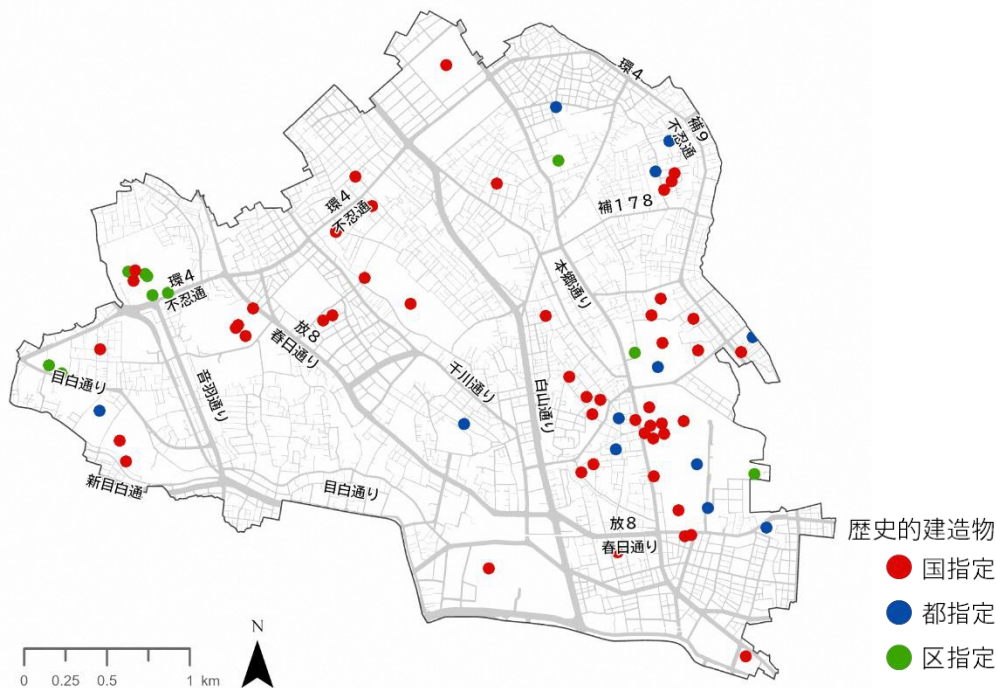 環4
補9
不忍通
補178
環4
不忍通
本郷通り
環4
不忍通
放8
春日通り
千川通り
白山通り
目白通り
音羽通り
新目白通
目白通り
放8
春日通り
歴史的建造物
国指定
都指定
区指定
N
0 0.25 0.5 1 km